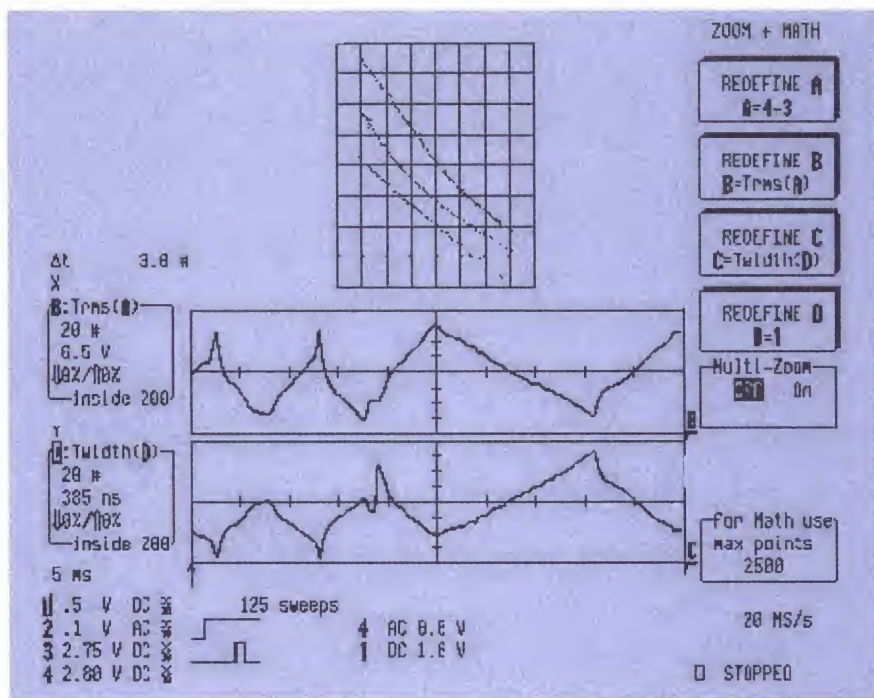 ZOOM + MATH
REDEFINE A
A=4-3
REDEFINE B
B=Trms(A)
REDEFINE C
C=Twidth(D)
REDEFINE D
D=1
Multi-Zoom
On
for Math use
max points
2500
20 MS/s
STOPPED
Δt 3.0 #
X
B:Trms(A)
20 #
6.5 V
inside 200
Y
:Twidth(D)
20 #
385 ns
inside 200
B
C
5 ms
1 .5 V DC
2 .1 V AC
3 2.75 V DC
4 2.80 V DC
125 sweeps
4 AC 0.6 V
1 DC 1.6 V